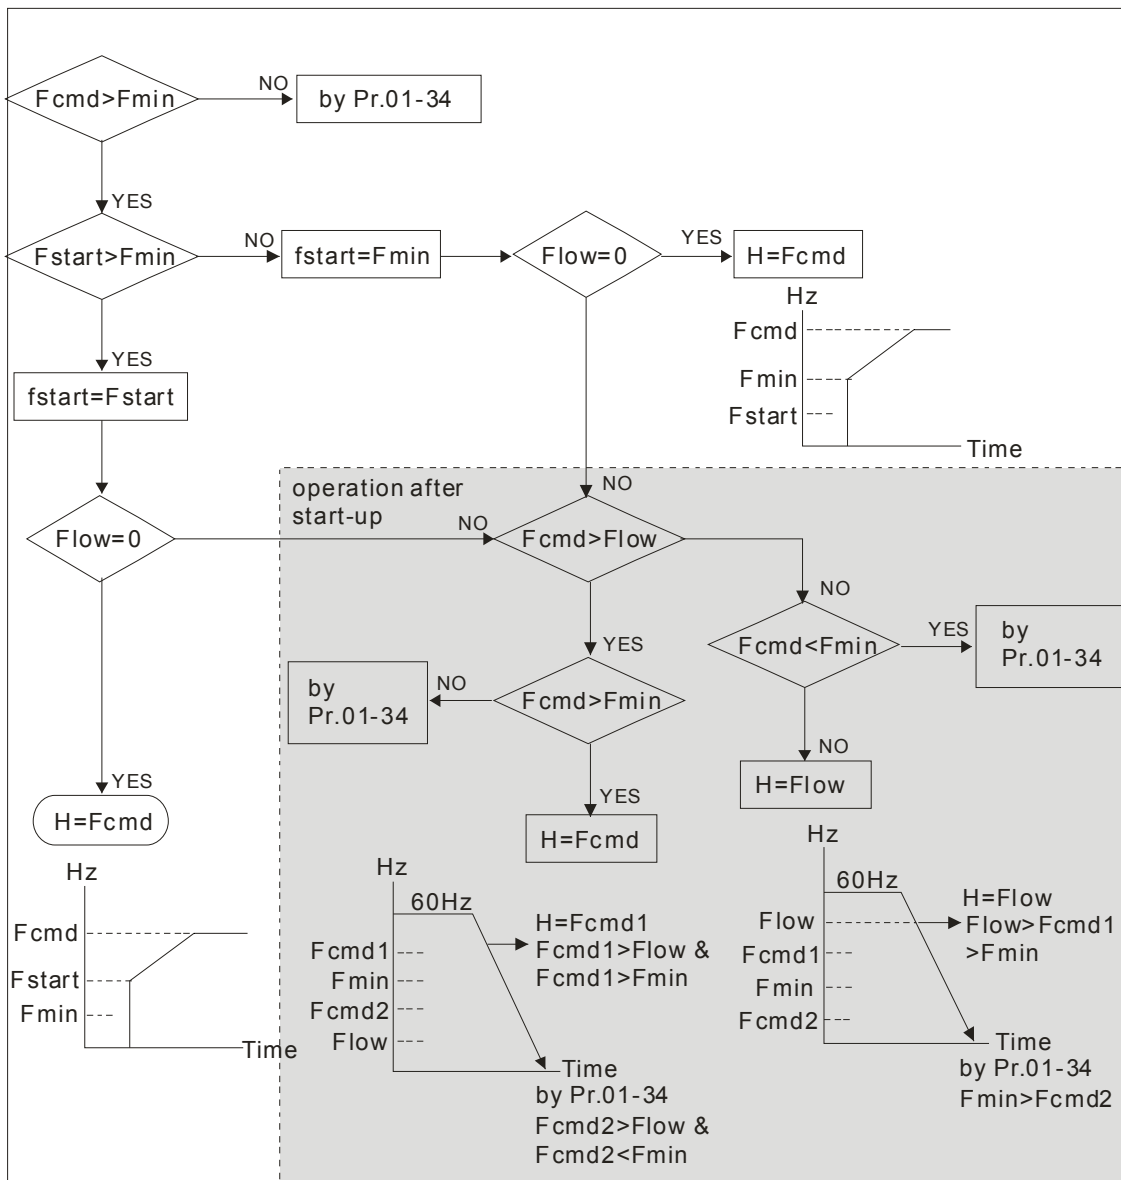 Fcmd>Fmin
NO
by Pr.01-34
YES
Fstart>Fmin
NO
fstart=Fmin
Flow=0
YES
H=Fcmd
Hz
Fcmd
Fmin
Fstart
Time
YES
fstart=Fstart
operation after
start-up
NO
Flow=0
NO
Fcmd>Flow
NO
YES
Fcmd<Fmin
YES
by
Pr.01-34
by
Pr.01-34
NO
Fcmd>Fmin
NO
H=Flow
YES
H=Fcmd
YES
H=Fcmd
Hz
Fcmd
Fstart
Fmin
Time
Hz
60Hz
Fcmd1
Fmin
Fcmd2
Flow
H=Fcmd1
Fcmd1>Flow &
Fcmd1>Fmin
Time
by Pr.01-34
Fcmd2>Flow &
Fcmd2<Fmin
Hz
60Hz
Flow
Fcmd1
Fmin
Fcmd2
H=Flow
Flow>Fcmd1
>Fmin
Time
by Pr.01-34
Fmin>Fcmd2